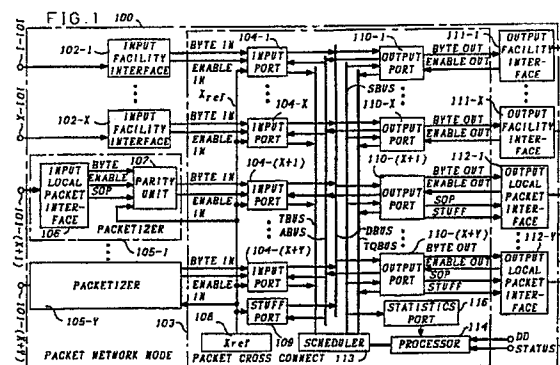 FIG.1
100
101-1
102-1
INPUT
FACILITY
INTERFACE
BYTE IN
ENABLE
IN
104-1
INPUT
PORT
110-1
OUTPUT
PORT
BYTE OUT
ENABLE OUT
111-1
OUTPUT
FACILITY
INTER-
FACE
SBUS
Xref
101-X
102-X
INPUT
FACILITY
INTERFACE
BYTE IN
ENABLE
IN
104-X
INPUT
PORT
110-X
OUTPUT
PORT
BYTE OUT
ENABLE OUT
111-X
OUTPUT
FACILITY
INTER-
FACE
101-(X+1)
INPUT
LOCAL
PACKET
INTER-
FACE
106
BYTE
ENABLE
SOP
107
PARITY
UNIT
PACKETIZER
105-1
BYTE IN
ENABLE
IN
104-(X+1)
INPUT
PORT
TBUS
ABUS
DBUS
TQBUS
110-(X+1)
OUTPUT
PORT
BYTE OUT
ENABLE OUT
SOP
STUFF
112-1
OUTPUT
LOCAL
PACKET
INTER-
FACE
101-(X+Y)
PACKETIZER
105-Y
BYTE IN
ENABLE
IN
104-(X+Y)
INPUT
PORT
STUFF
PORT
109
110-(X+Y)
OUTPUT
PORT
BYTE OUT
ENABLE OUT
SOP
STUFF
112-Y
OUTPUT
LOCAL
PACKET
INTER-
FACE
STATISTICS
PORT
116
103
108
Xref
SCHEDULER
113
PROCESSOR
114
DD
STATUS
PACKET NETWORK NODE
PACKET CROSS CONNECT